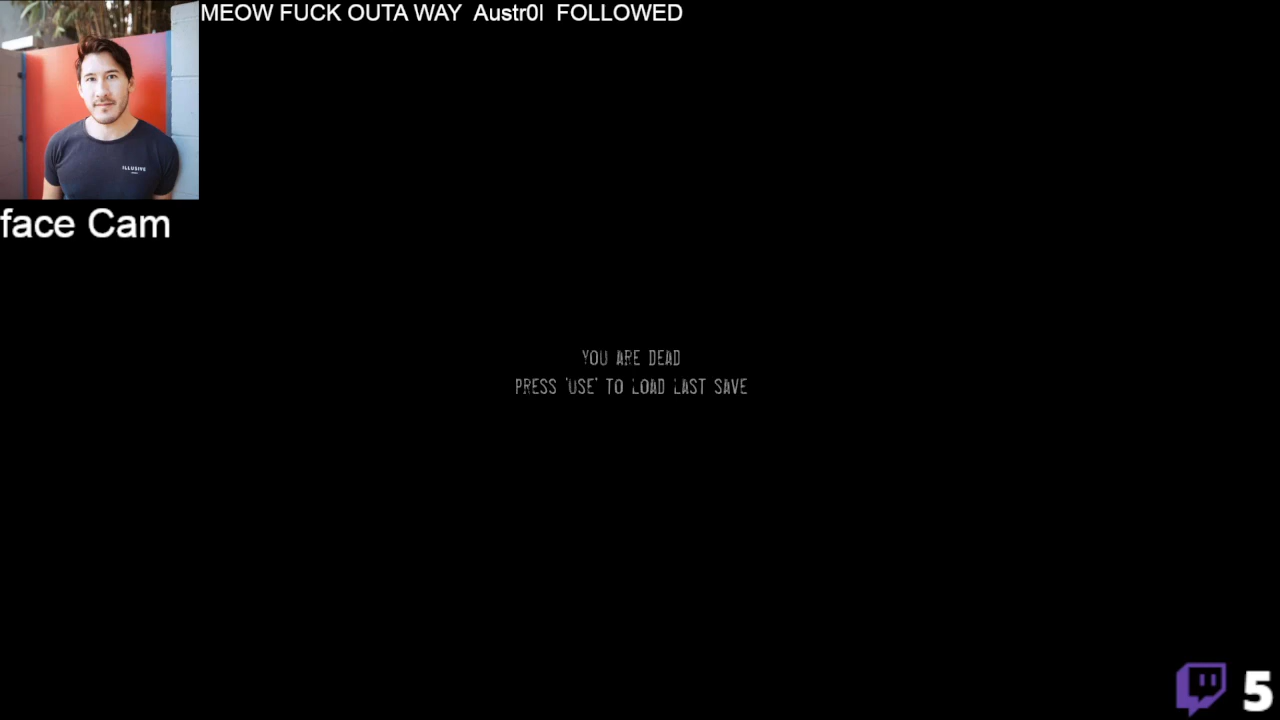 MEOW FUCK OUTA WAY Austr0l FOLLOWED
ILLUSIVE
face Cam
YOU ARE DEAD
PRESS 'USE' TO LOAD LAST SAVE
5